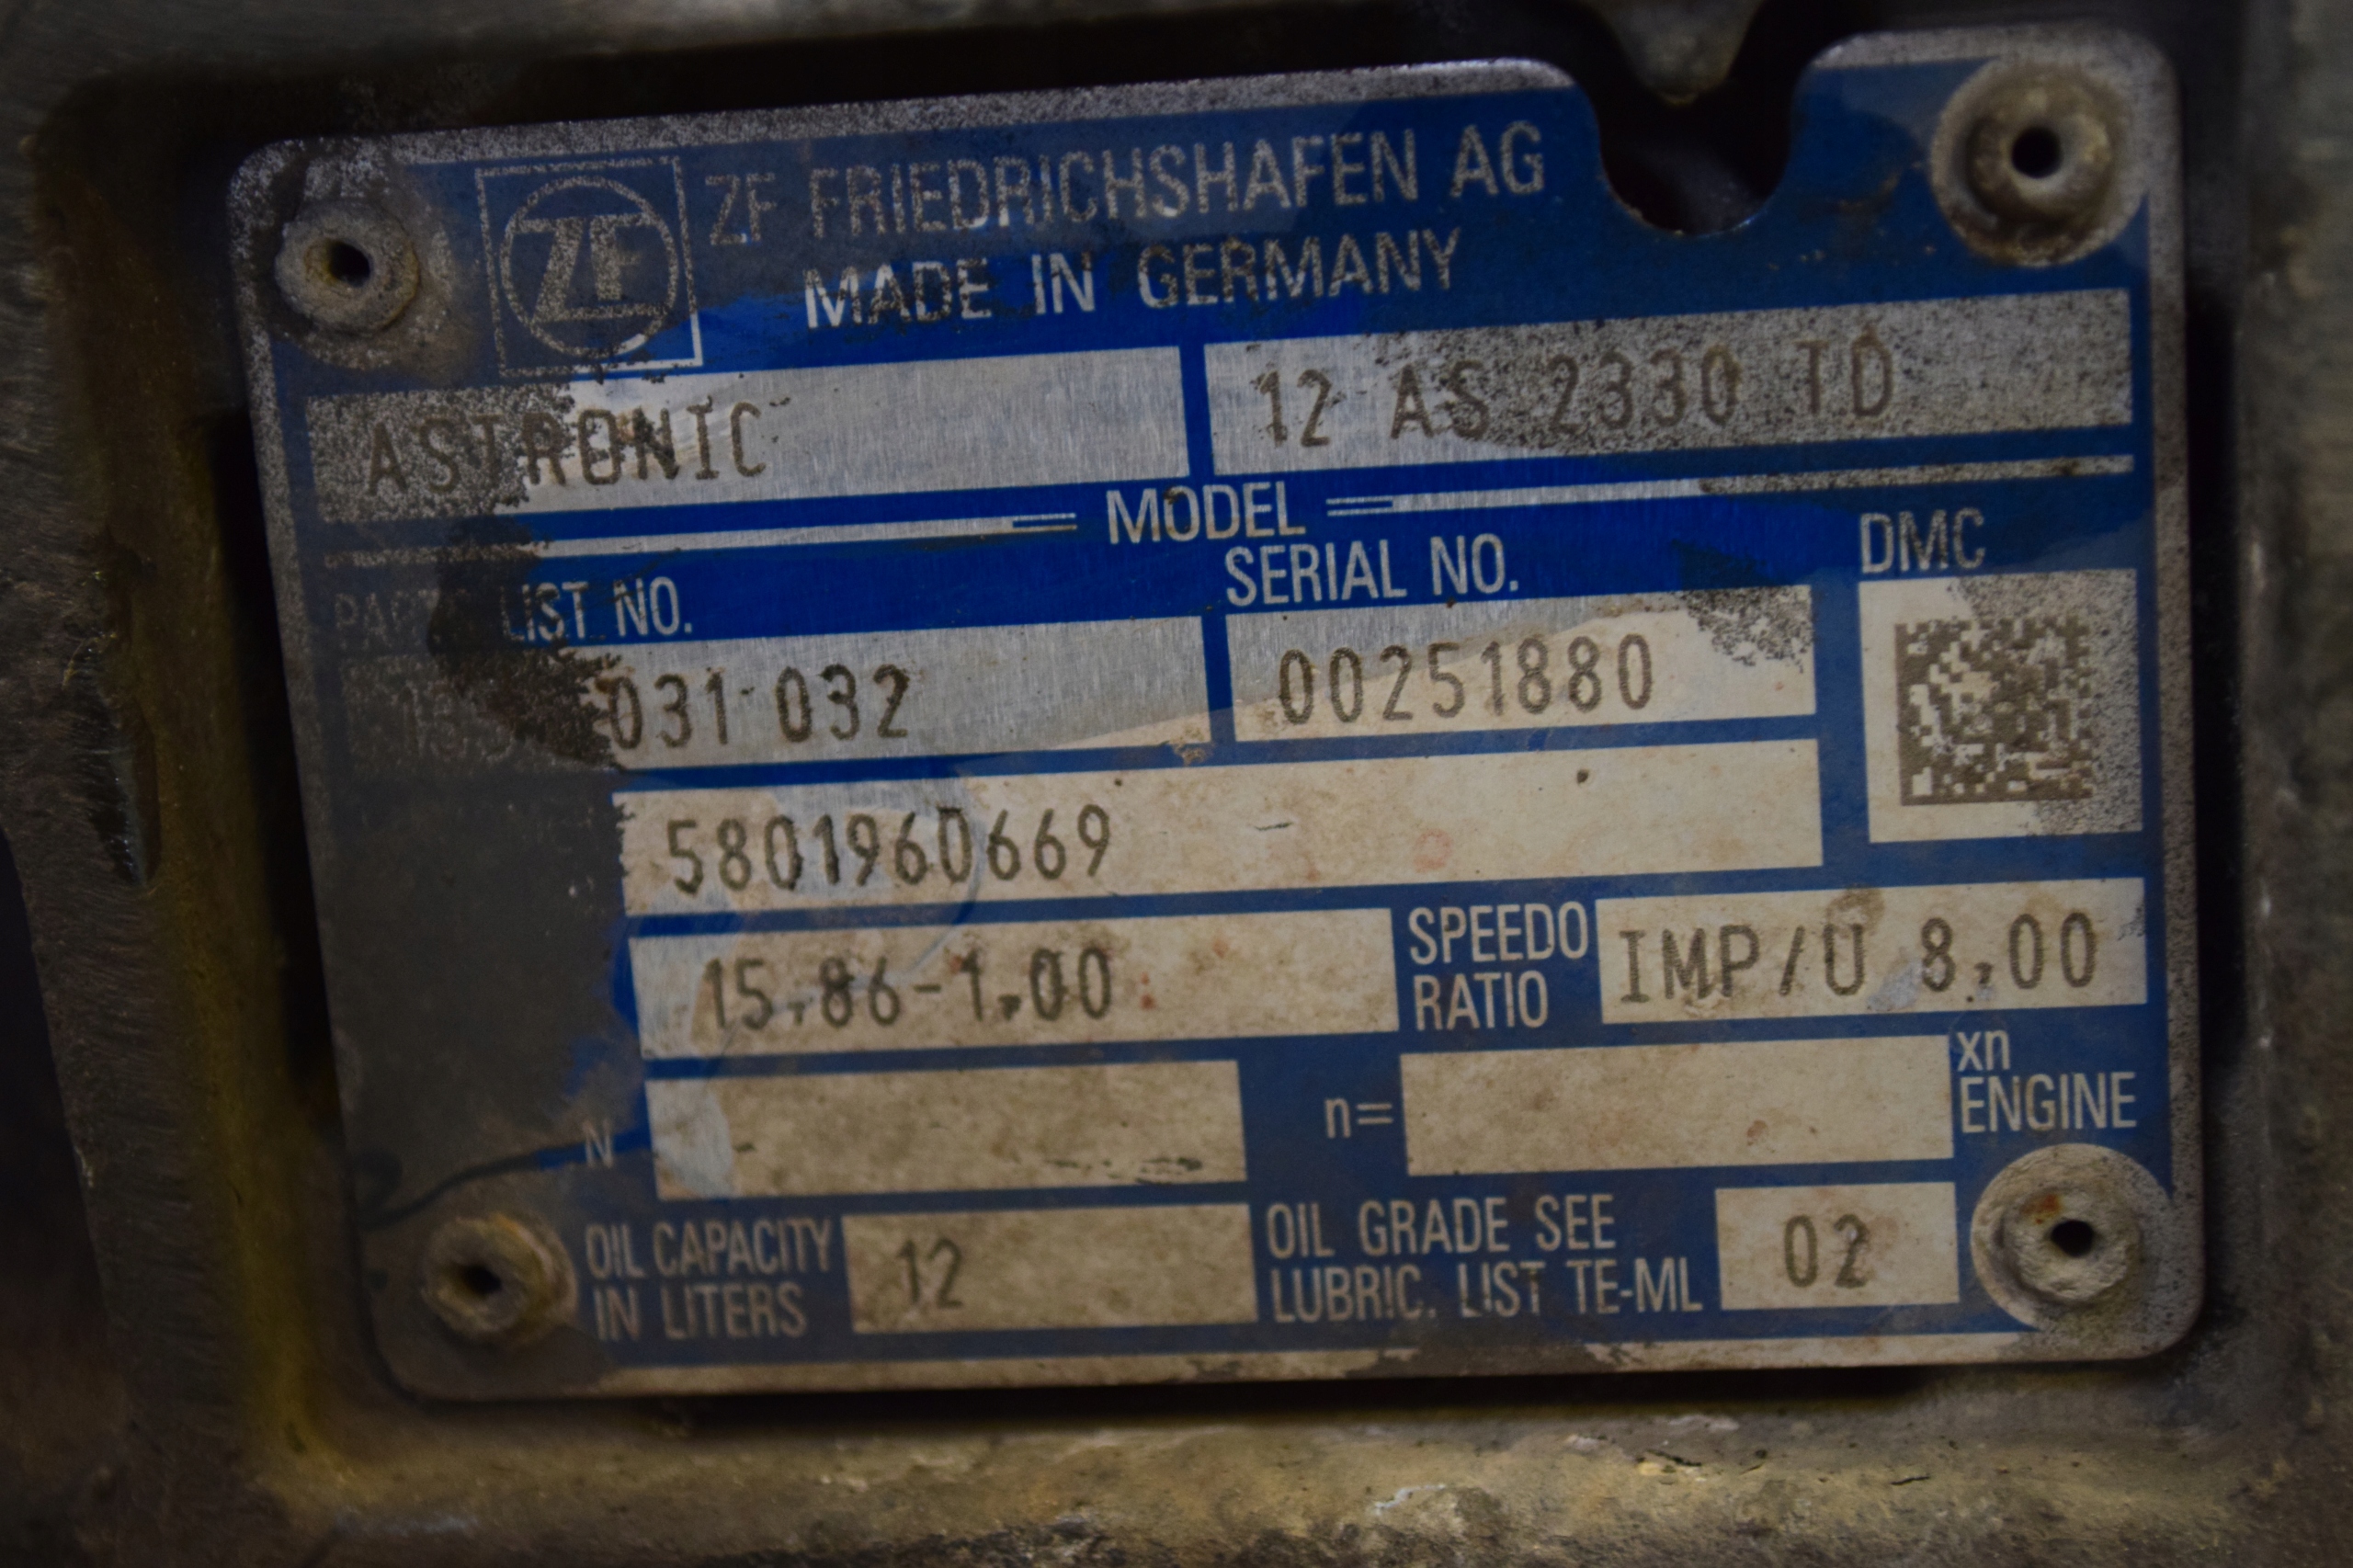 ZF ZF FRIEDRICHSHAFEN AG
MADE IN GERMANY
ASTRONIC 12 AS 2330 TD
MODEL
PARTS LIST NO. SERIAL NO. DMC
031 032 00251880
5801960669
15.86-1.00 SPEEDO RATIO IMP/U 8.00
N n= xn ENGINE
OIL CAPACITY IN LITERS 12 OIL GRADE SEE LUBRIC. LIST TE-ML 02